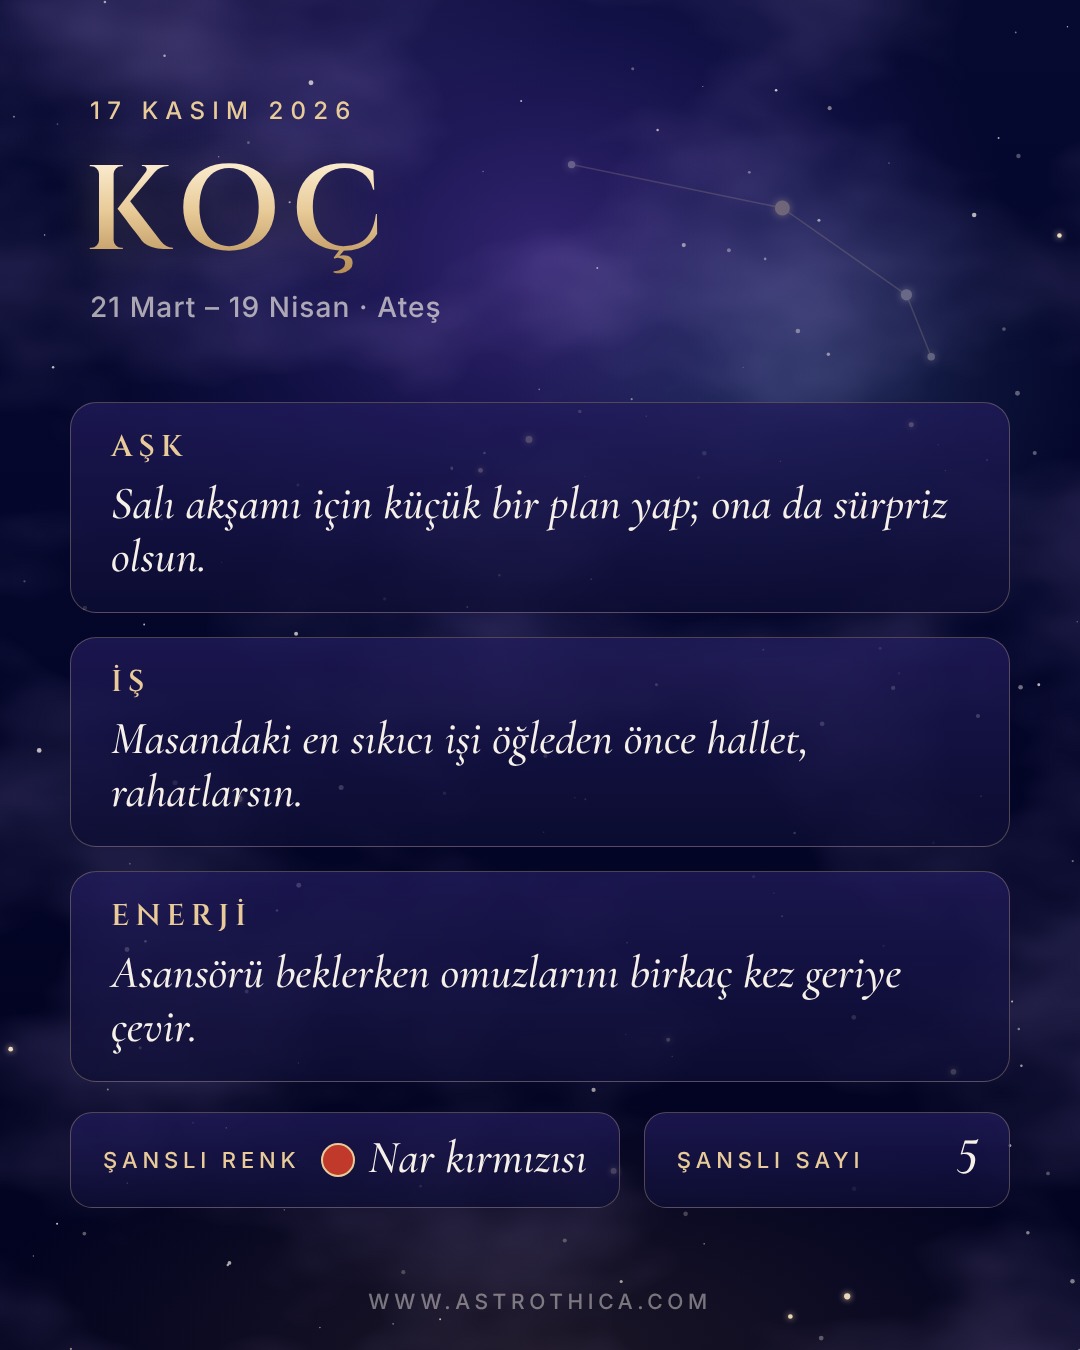 17 KASIM 2026
KOÇ
21 Mart – 19 Nisan · Ateş
AŞK
Salı akşamı için küçük bir plan yap; ona da sürpriz
olsun.
İŞ
Masandaki en sıkıcı işi öğleden önce hallet,
rahatlarsın.
ENERJİ
Asansörü beklerken omuzlarını birkaç kez geriye
çevir.
ŞANSLI RENK Nar kırmızısı
ŞANSLI SAYI 5
WWW.ASTROTHICA.COM